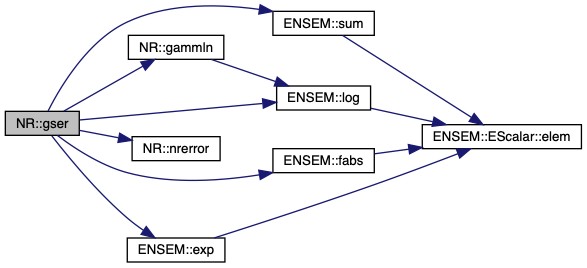 ENSEM::sum
NR::gammln
ENSEM::log
NR::gser
ENSEM::EScalar::elem
NR::nrerror
ENSEM::fabs
ENSEM::exp